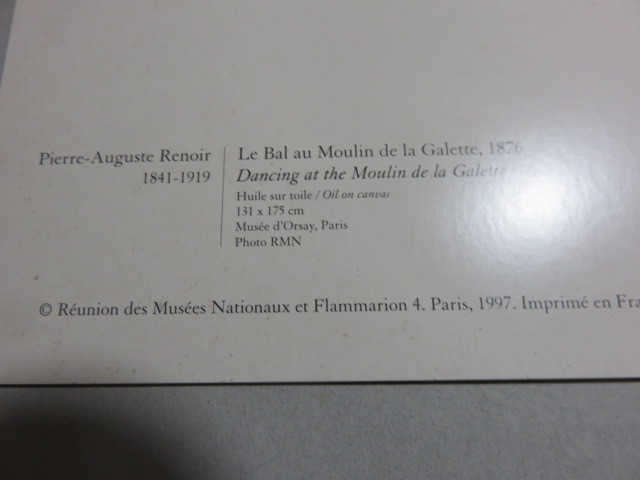 Pierre-Auguste Renoir
1841-1919
Le Bal au Moulin de la Galette, 1876
Dancing at the Moulin de la Galette
Huile sur toile / Oil on canvas
131 x 175 cm
Musée d'Orsay, Paris
Photo RMN
© Réunion des Musées Nationaux et Flammarion 4. Paris, 1997. Imprimé en Fra